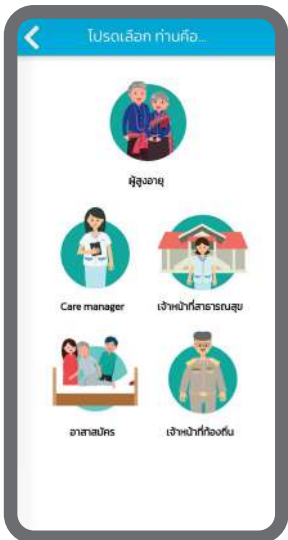 โปรดเลือก ท่านคือ...
ผู้สูงอายุ
Care manager
เจ้าหน้าที่สาธารณสุข
อาสาสมัคร
เจ้าหน้าที่ท้องถิ่น